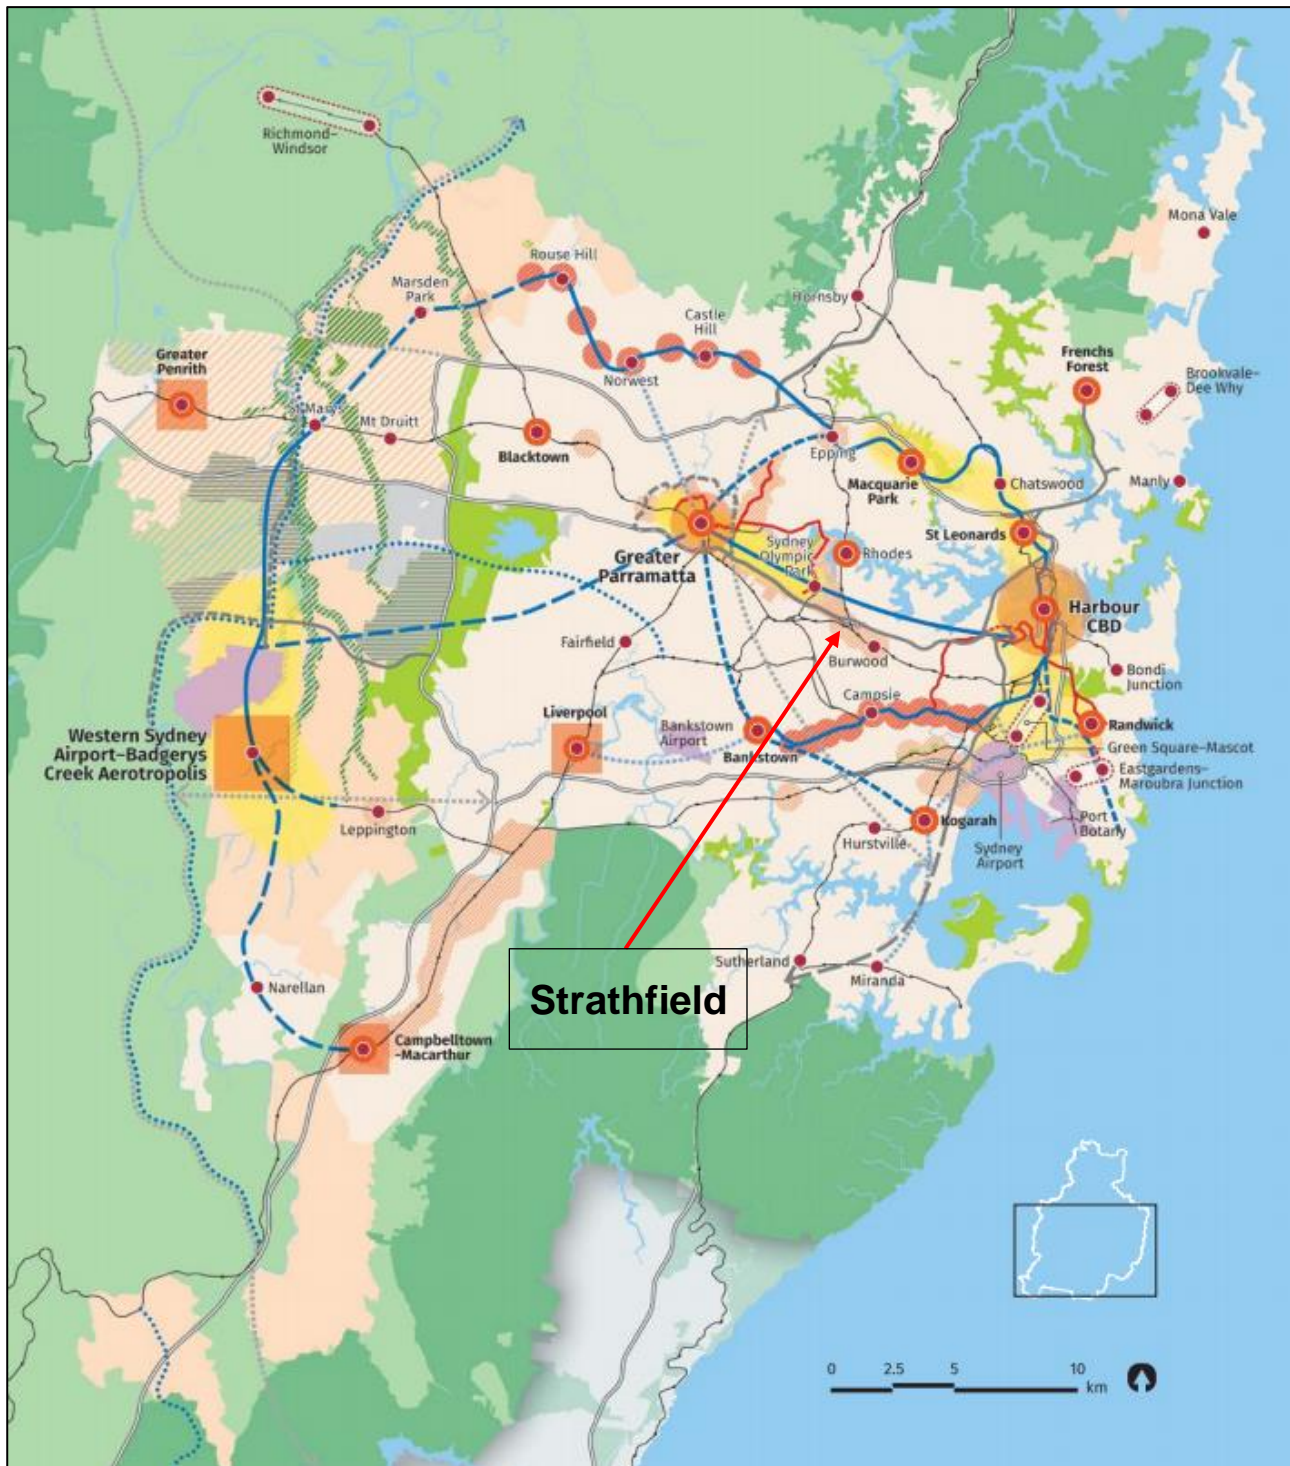 Richmond–
Windsor
Mona Vale
Rouse Hill
Marsden
Park
Hornsby
Castle
Hill
Greater
Penrith
Norwest
Frenchs
Forest
Brookvale–
Dee Why
St Marys
Mt Druitt
Blacktown
Epping
Macquarie
Park
Chatswood
Manly
St Leonards
Greater
Parramatta
Sydney
Olympic
Park
Rhodes
Harbour
CBD
Fairfield
Burwood
Bondi
Junction
Campsie
Liverpool
Bankstown
Airport
Bankstown
Randwick
Green Square–Mascot
Western Sydney
Airport–Badgerys
Creek Aerotropolis
Eastgardens–
Maroubra Junction
Leppington
Kogarah
Hurstville
Port
Botany
Sydney
Airport
Strathfield
Sutherland
Miranda
Narellan
Campbelltown
–Macarthur
0 2.5 5 10
km